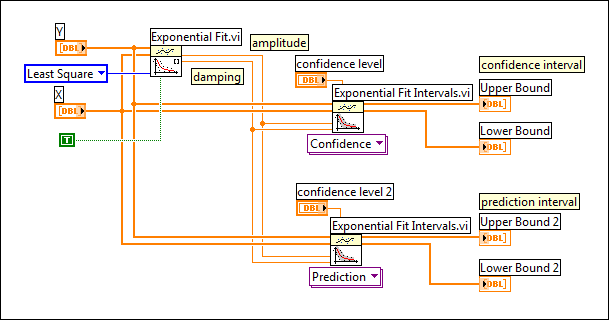 Y
DBL
Exponential Fit.vi
amplitude
Least Square
damping
X
DBL
T
confidence level
DBL
Exponential Fit Intervals.vi
Confidence
confidence interval
Upper Bound
DBL
Lower Bound
DBL
confidence level 2
DBL
Exponential Fit Intervals.vi
Prediction
prediction interval
Upper Bound 2
DBL
Lower Bound 2
DBL